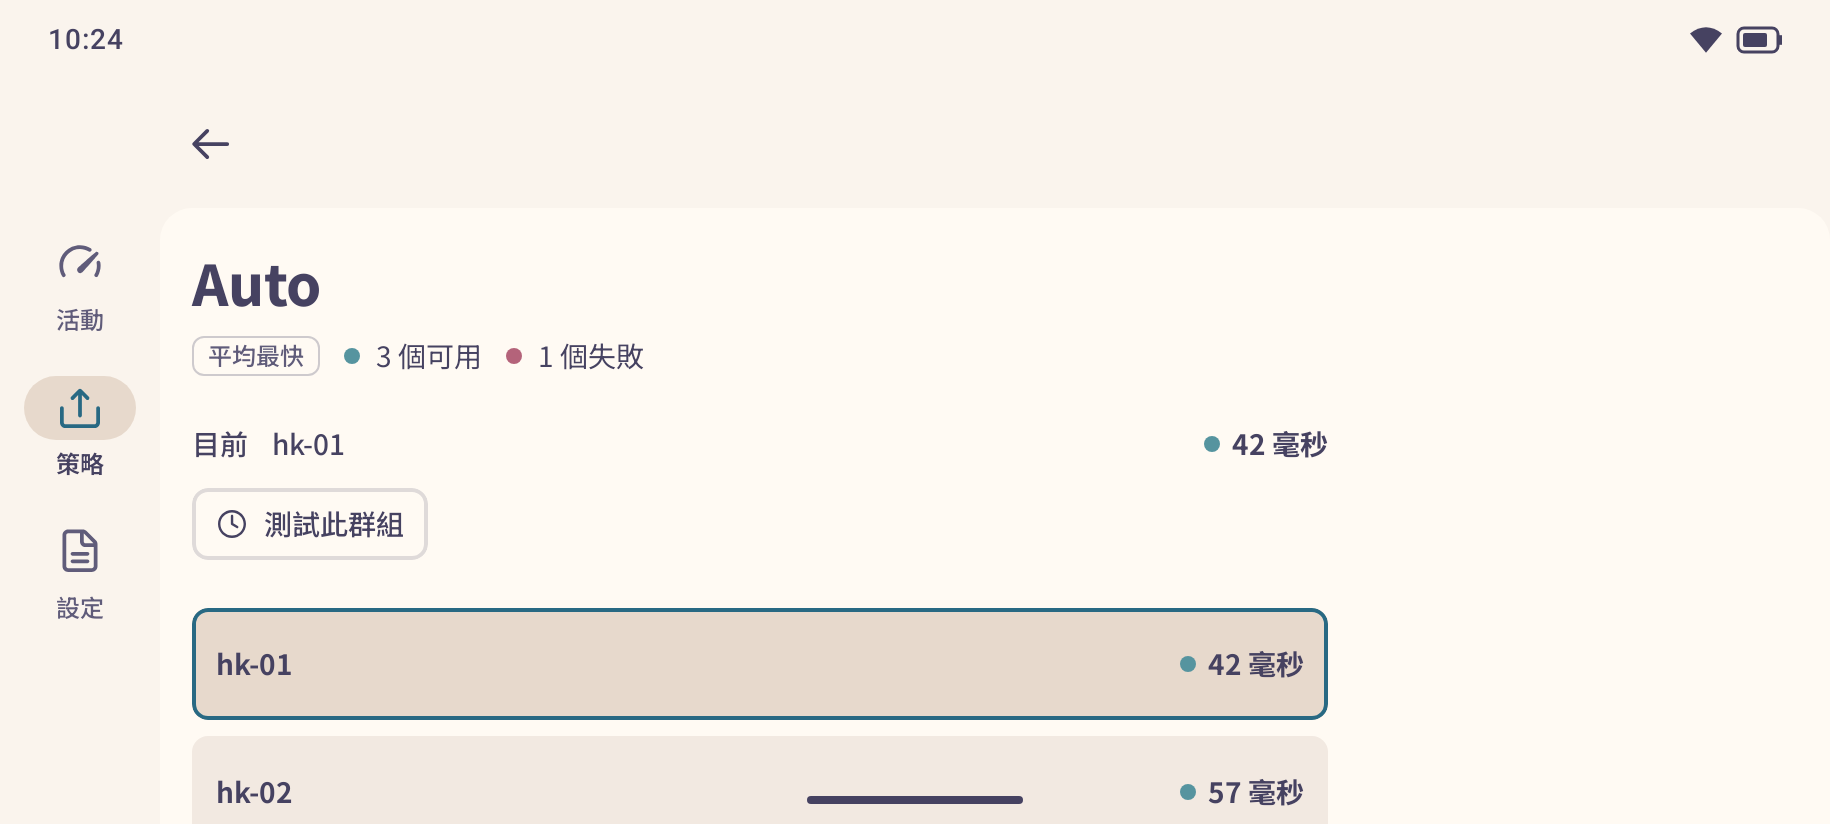 10:24
活動
策略
設定
Auto
平均最快 3 個可用 1 個失敗
目前 hk-01 42 毫秒
測試此群組
hk-01 42 毫秒
hk-02 57 毫秒